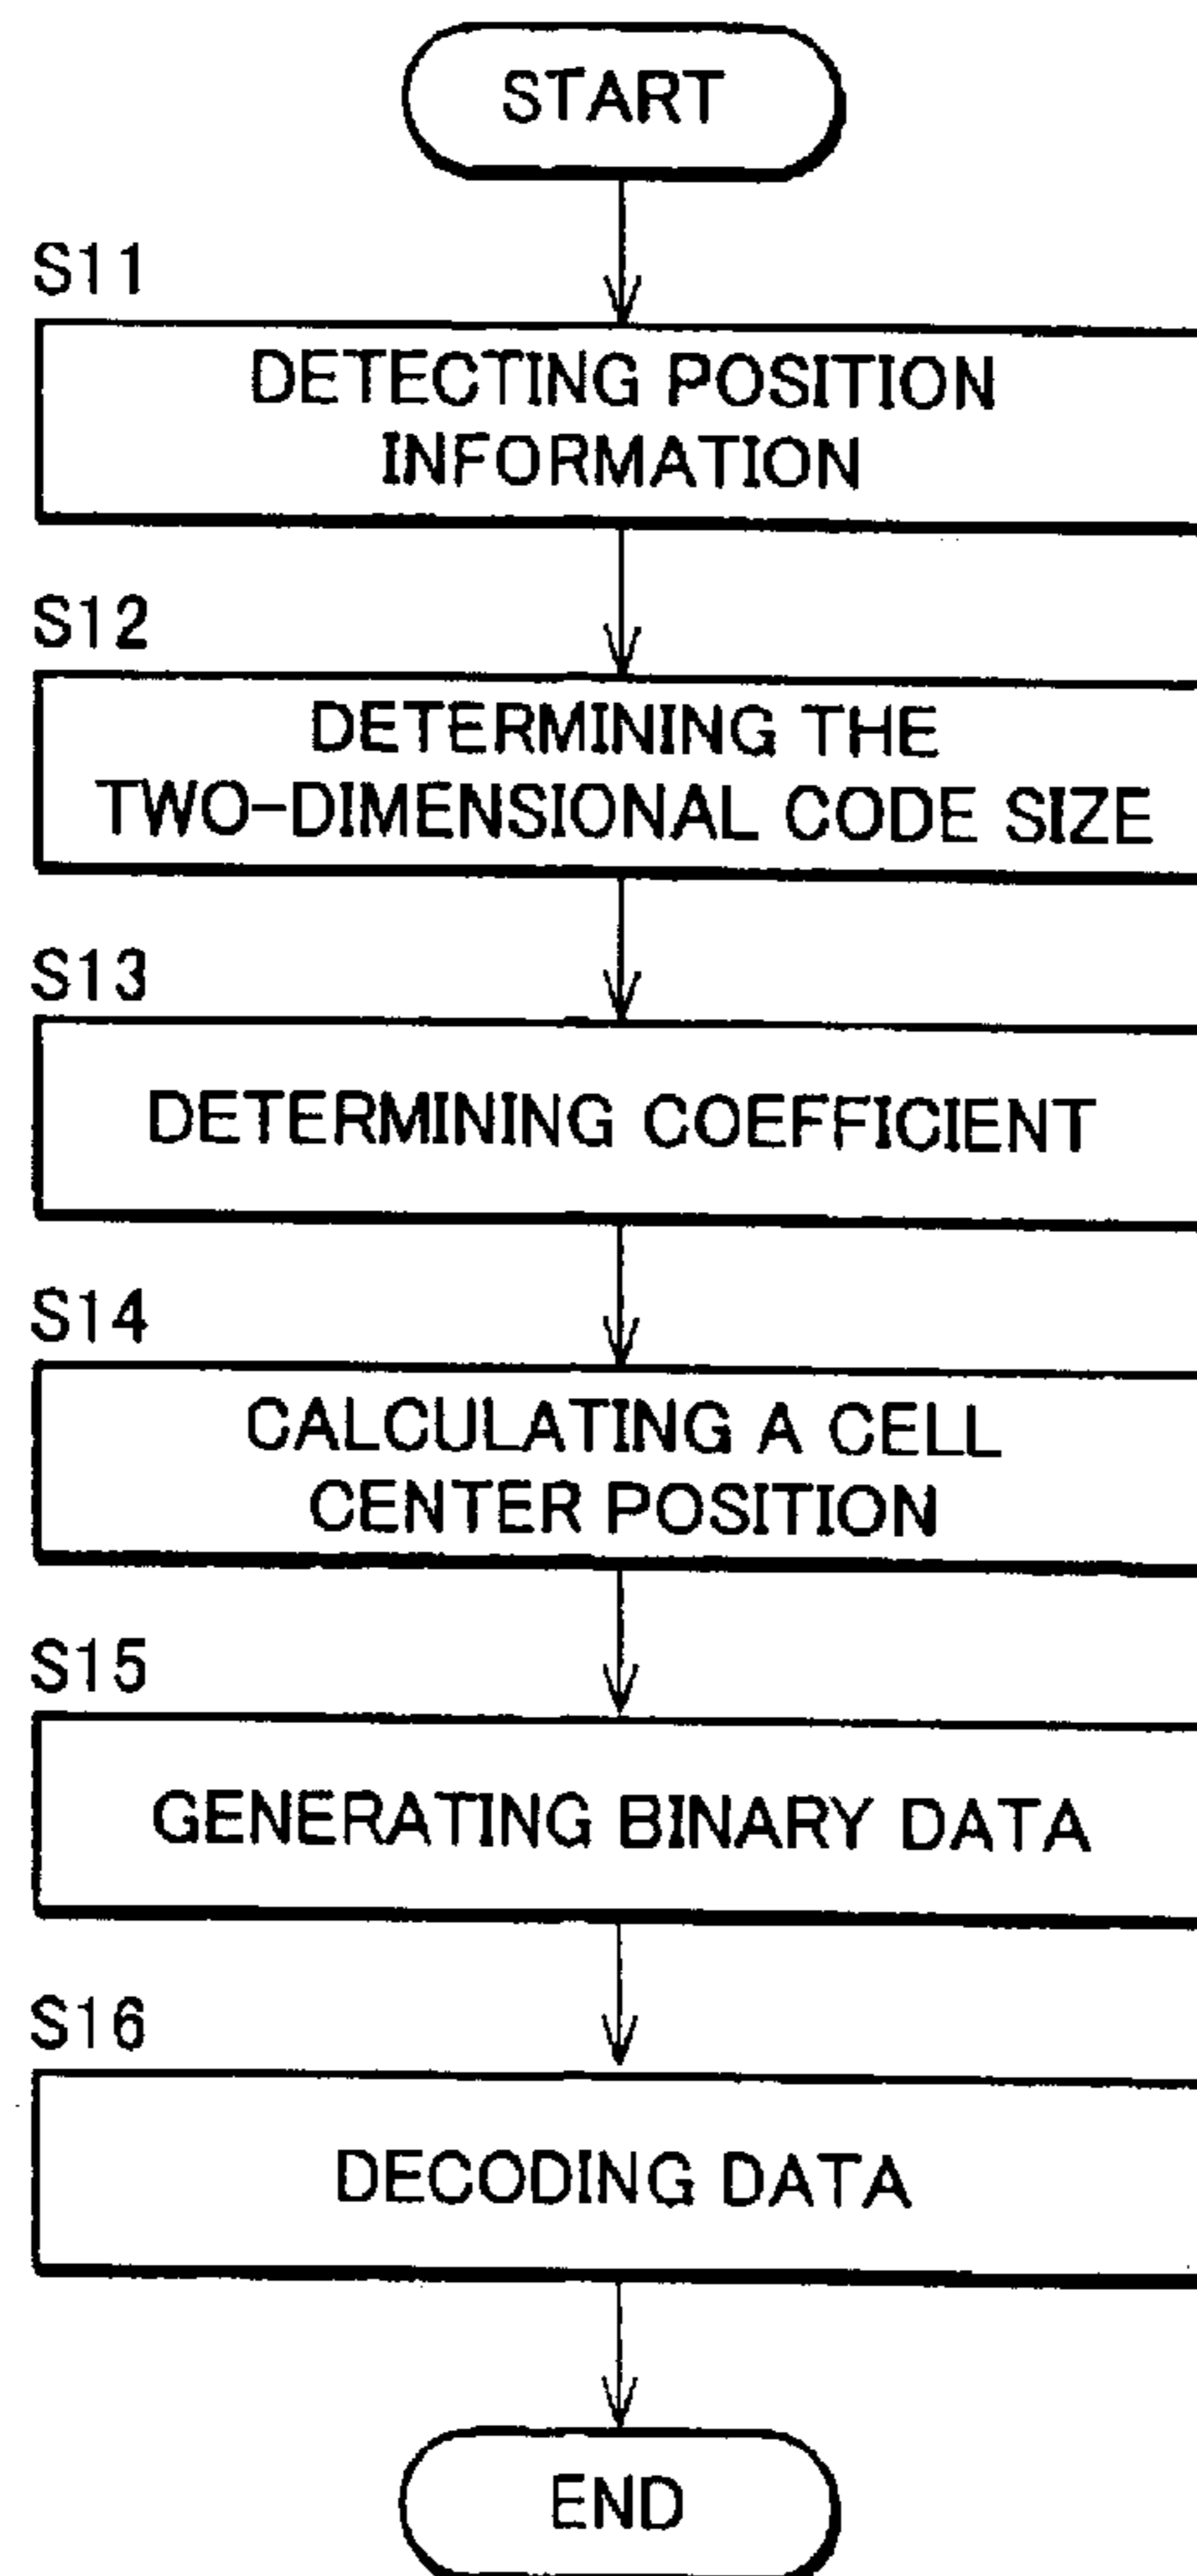 START
S11
DETECTING POSITION
INFORMATION
S12
DETERMINING THE
TWO-DIMENSIONAL CODE SIZE
S13
DETERMINING COEFFICIENT
S14
CALCULATING A CELL
CENTER POSITION
S15
GENERATING BINARY DATA
S16
DECODING DATA
END